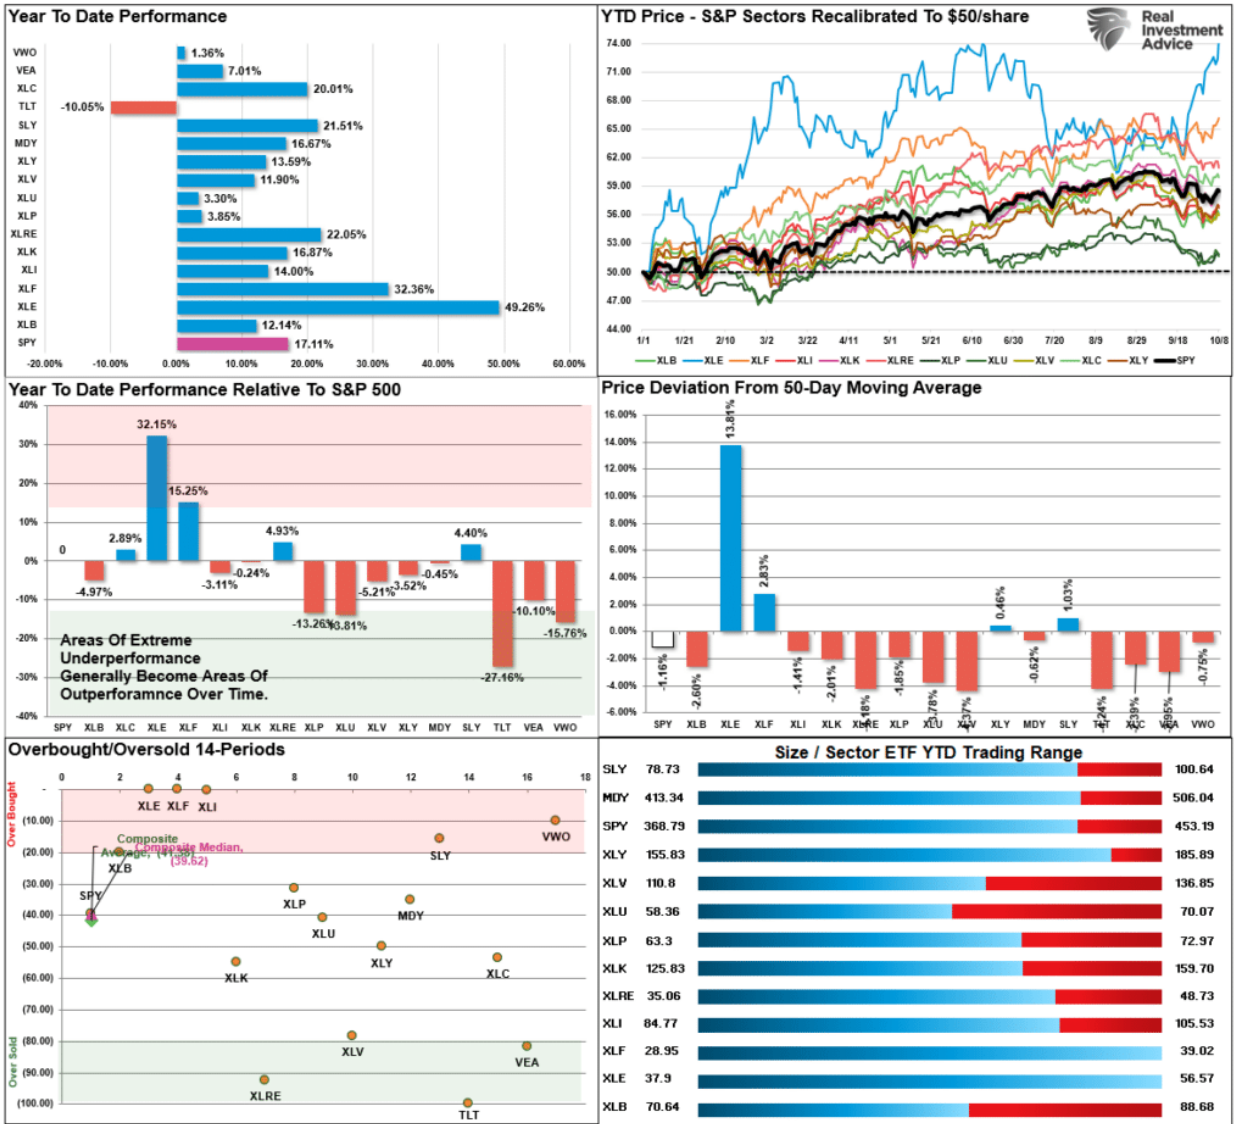 Year To Date Performance
VWO 1.36%
VEA 7.01%
XLC 20.01%
TLT -10.05%
SLY 21.51%
MDY 16.67%
XLY 13.59%
XLV 11.90%
XLU 3.30%
XLP 3.85%
XLRE 22.05%
XLK 16.87%
XLI 14.00%
XLF 32.36%
XLE 49.26%
XLB 12.14%
SPY 17.11%
-20.00% -10.00% 0.00% 10.00% 20.00% 30.00% 40.00% 50.00% 60.00%
YTD Price - S&P Sectors Recalibrated To $50/share
Real
Investment
Advice
74.00
71.00
68.00
65.00
62.00
59.00
56.00
53.00
50.00
47.00
44.00
1/1 1/21 2/10 3/2 3/22 4/11 5/1 5/21 6/10 6/30 7/20 8/9 8/29 9/18 10/8
XLB XLE XLF XLI XLK XLRE XLP XLU XLV XLC XLY SPY
Year To Date Performance Relative To S&P 500
40%
30%
20%
10%
0%
-10%
-20%
-30%
-40%
0 -4.97% 2.89% 32.15% 15.25% -3.11% -0.24% 4.93% -13.26% -13.81% -5.21% -3.52% -0.45% 4.40% -27.16% -10.10% -15.76%
Areas Of Extreme
Underperformance
Generally Become Areas Of
Outperforamnce Over Time.
SPY XLB XLC XLE XLF XLI XLK XLRE XLP XLU XLV XLY MDY SLY TLT VEA VWO
Price Deviation From 50-Day Moving Average
16.00%
14.00%
12.00%
10.00%
8.00%
6.00%
4.00%
2.00%
0.00%
-2.00%
-4.00%
-6.00%
-1.16% -2.60% 13.81% 2.83% -1.41% -2.01% -1.85% 0.46% -0.62% 1.03% -0.75%
SPY XLB XLE XLF XLI XLK XLRE XLP XLU XLV XLY MDY SLY TLT XLC VEA VWO
Overbought/Oversold 14-Periods
0 2 4 6 8 10 12 14 16 18
Over Bought
Over Sold
-
(10.00)
(20.00)
(30.00)
(40.00)
(50.00)
(60.00)
(70.00)
(80.00)
(90.00)
(100.00)
XLE XLF XLI
VWO
Composite
Average,
Composite Median,
(39.62)
SLY
XLB
SPY
XLP
MDY
XLU
XLY
XLC
XLK
XLV
VEA
XLRE
TLT
Size / Sector ETF YTD Trading Range
SLY 78.73 100.64
MDY 413.34 506.04
SPY 368.79 453.19
XLY 155.83 185.89
XLV 110.8 136.85
XLU 58.36 70.07
XLP 63.3 72.97
XLK 125.83 159.70
XLRE 35.06 48.73
XLI 84.77 105.53
XLF 28.95 39.02
XLE 37.9 56.57
XLB 70.64 88.68